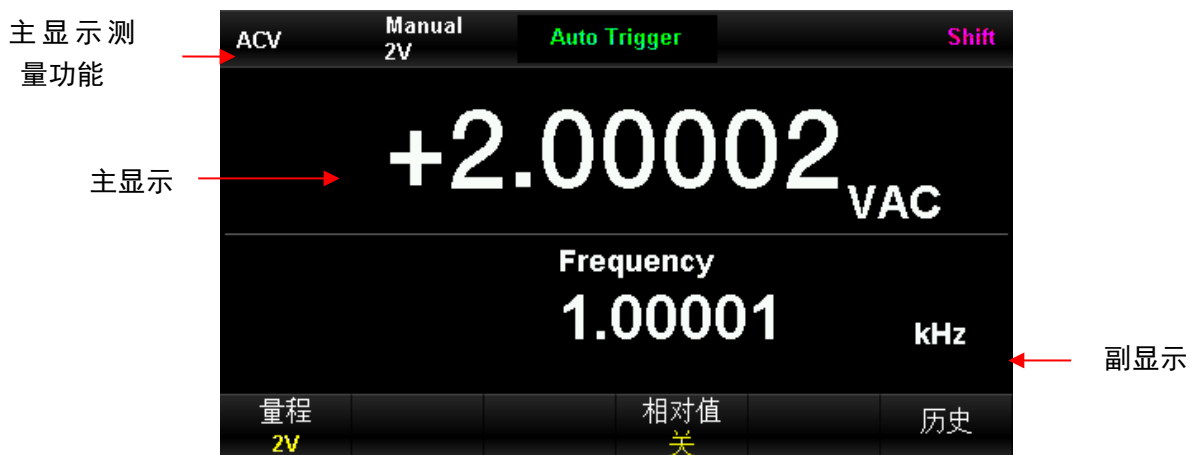 主显示测
量功能
ACV
Manual
2V
Auto Trigger
Shift
主显示
+2.00002
VAC
Frequency
1.00001
kHz
副显示
量程
2V
相对值
关
历史